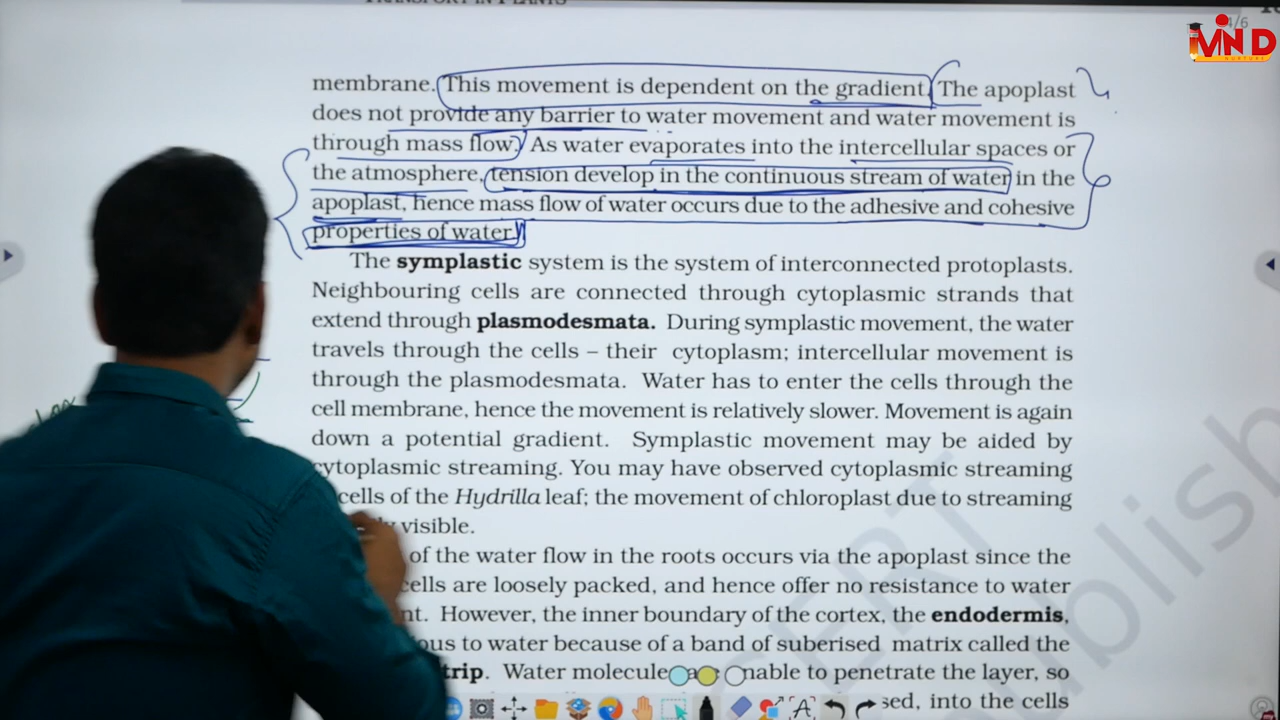 TRANSPORT IN PLANTS
4/6
MIND
membrane. This movement is dependent on the gradient. The apoplast
does not provide any barrier to water movement and water movement is
through mass flow. As water evaporates into the intercellular spaces or
the atmosphere, tension develop in the continuous stream of water in the
apoplast, hence mass flow of water occurs due to the adhesive and cohesive
properties of water.
The symplastic system is the system of interconnected protoplasts.
Neighbouring cells are connected through cytoplasmic strands that
extend through plasmodesmata. During symplastic movement, the water
travels through the cells – their cytoplasm; intercellular movement is
through the plasmodesmata. Water has to enter the cells through the
cell membrane, hence the movement is relatively slower. Movement is again
down a potential gradient. Symplastic movement may be aided by
cytoplasmic streaming. You may have observed cytoplasmic streaming
cells of the Hydrilla leaf; the movement of chloroplast due to streaming
visible.
of the water flow in the roots occurs via the apoplast since the
cells are loosely packed, and hence offer no resistance to water
However, the inner boundary of the cortex, the endodermis,
to water because of a band of suberised matrix called the
Water unable to penetrate the layer, so
into the cells